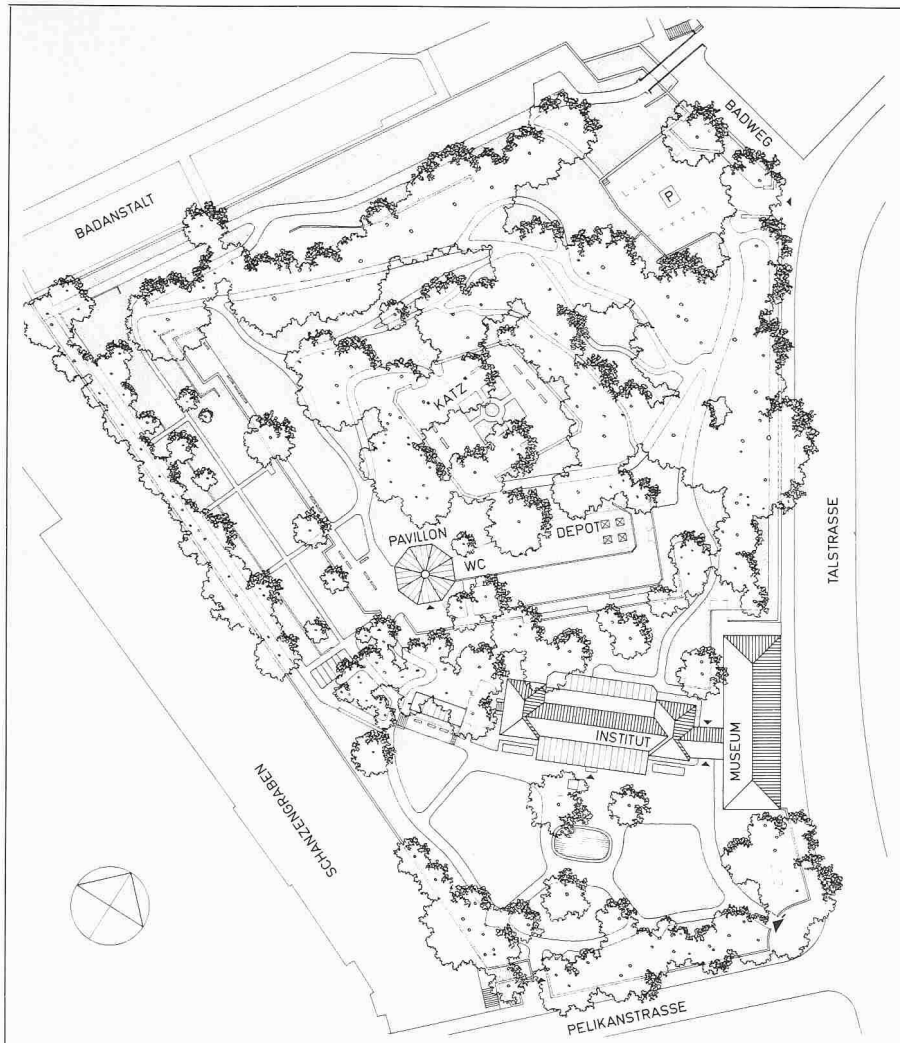 BADWEG
BADANSTALT
P
KATZ
PAVILLON
DEPOT
WC
TALSTRASSE
INSTITUT
MUSEUM
SCHANZENGRABEN
PELIKANSTRASSE